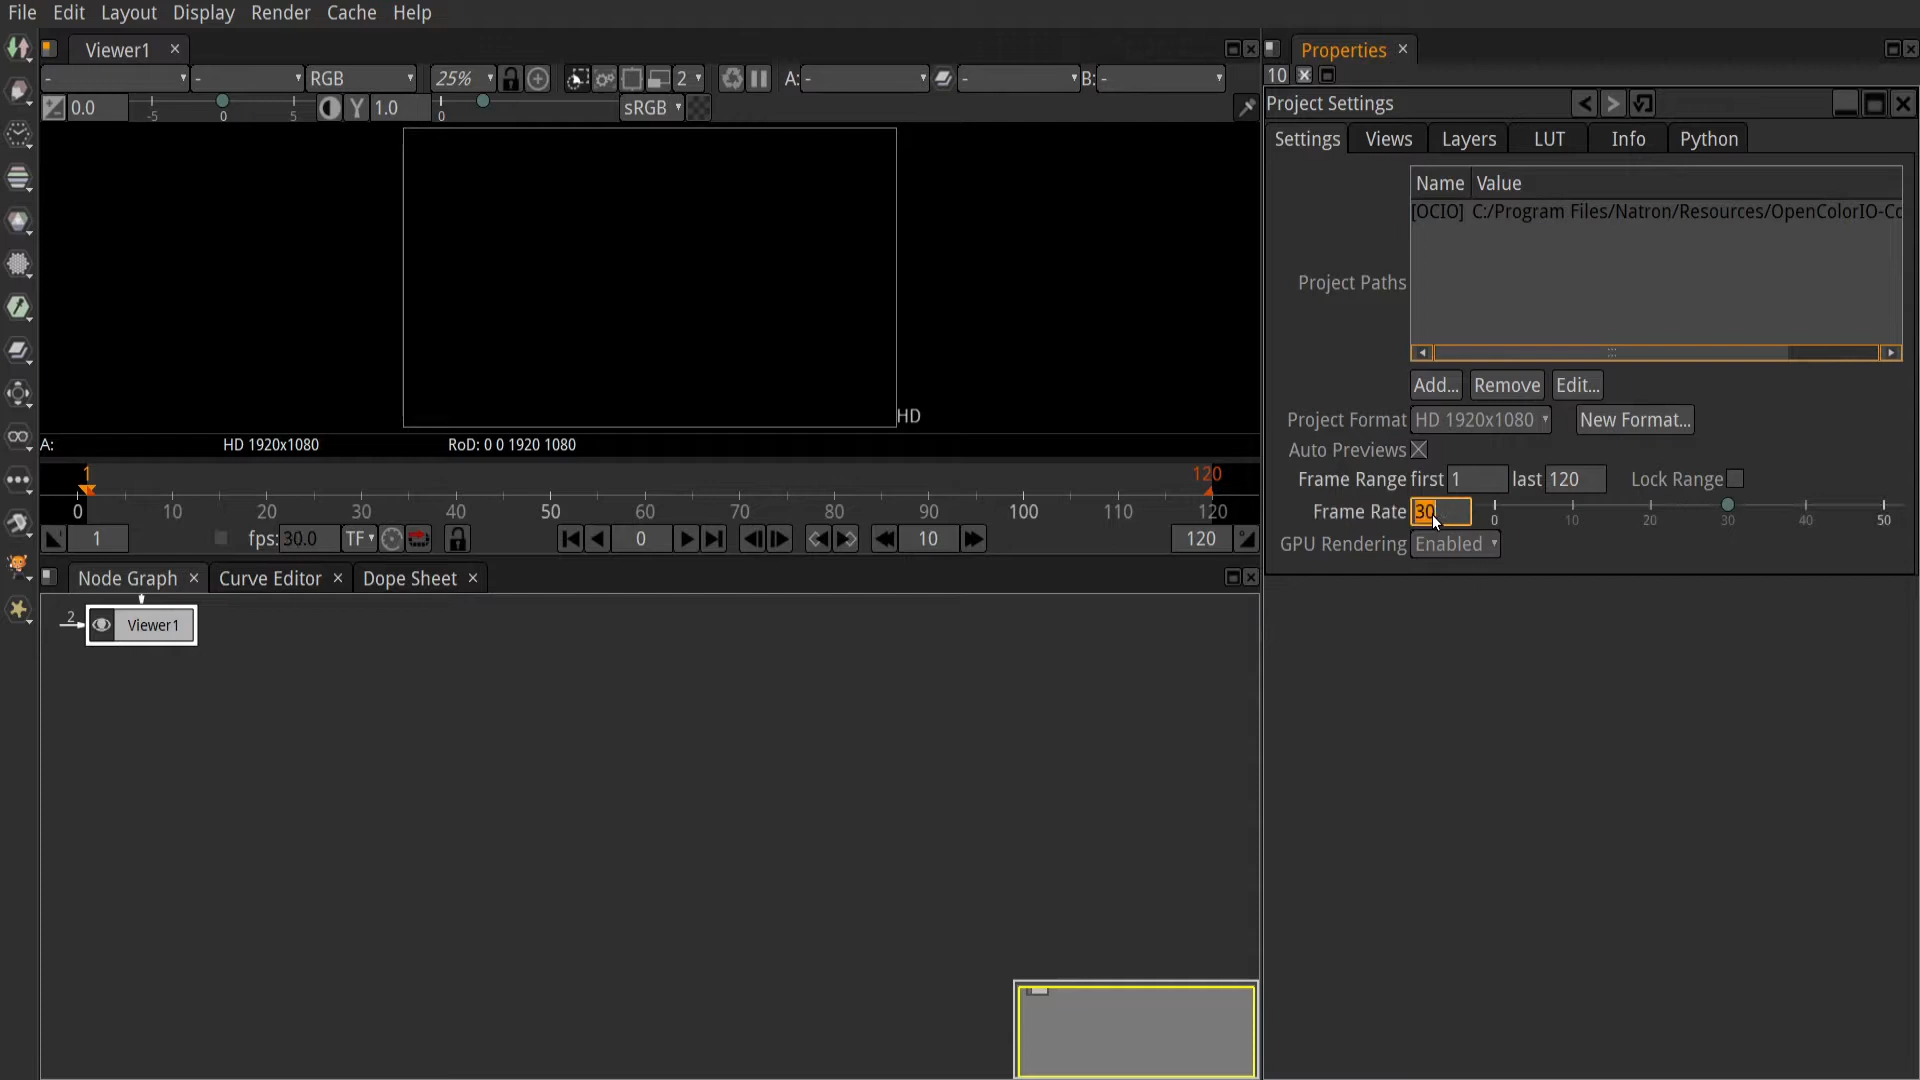 File Edit Layout Display Render Cache Help
Viewer1
- - RGB 25% 2 A: - - B: -
0.0 -5 0 5 Y 1.0 0 sRGB
HD
A: HD 1920x1080 RoD: 0 0 1920 1080
1 120
0 10 20 30 40 50 60 70 80 90 100 110 120
1 fps: 30.0 TF 0 10 120
Node Graph Curve Editor Dope Sheet
2 Viewer1
Properties
10
Project Settings
Settings Views Layers LUT Info Python
Name Value
[OCIO] C:/Program Files/Natron/Resources/OpenColorIO-Co
Project Paths
Add... Remove Edit...
Project Format HD 1920x1080 New Format...
Auto Previews
Frame Range first 1 last 120 Lock Range
Frame Rate 30 0 10 20 30 40 50
GPU Rendering Enabled